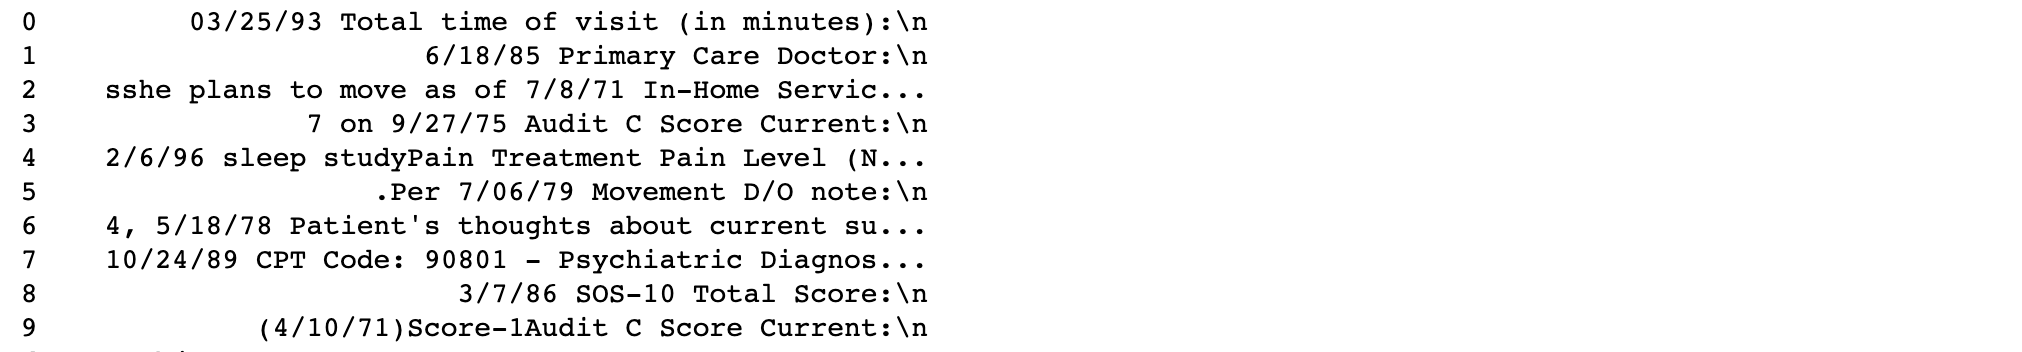 0 03/25/93 Total time of visit (in minutes):\n
1 6/18/85 Primary Care Doctor:\n
2 sshe plans to move as of 7/8/71 In-Home Servic...
3 7 on 9/27/75 Audit C Score Current:\n
4 2/6/96 sleep studyPain Treatment Pain Level (N...
5 .Per 7/06/79 Movement D/O note:\n
6 4, 5/18/78 Patient's thoughts about current su...
7 10/24/89 CPT Code: 90801 - Psychiatric Diagnos...
8 3/7/86 SOS-10 Total Score:\n
9 (4/10/71)Score-1Audit C Score Current:\n